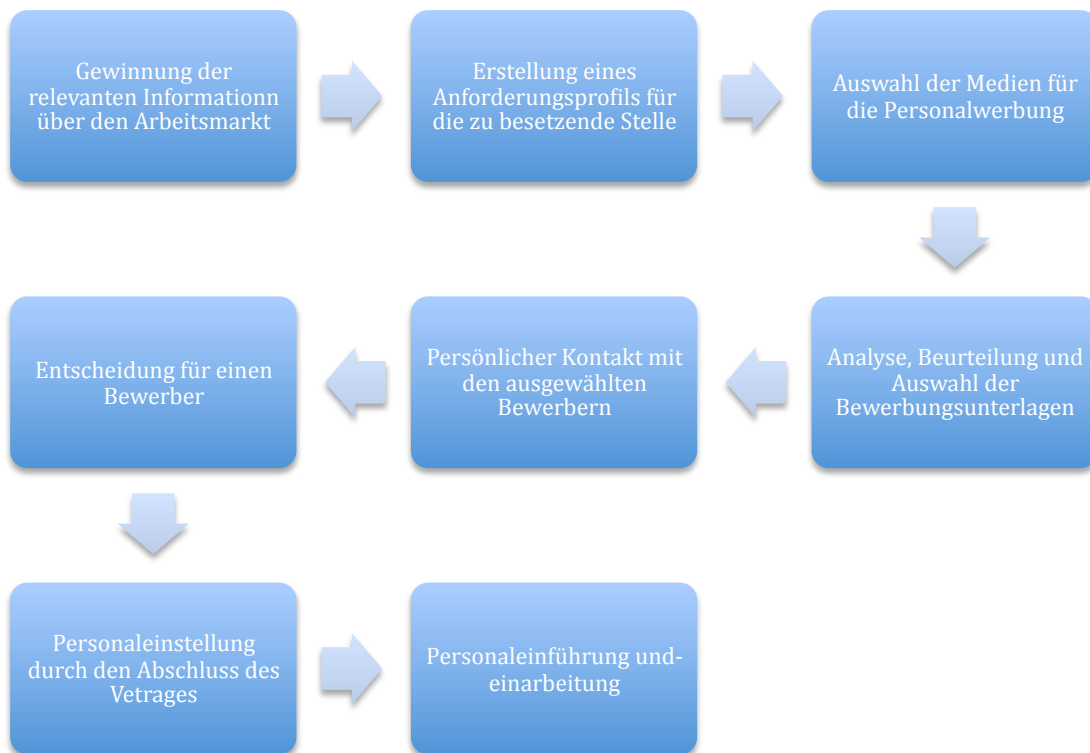 Gewinnung der
relevanten Informationn
über den Arbeitsmarkt
Erstellung eines
Anforderungsprofils für
die zu besetzende Stelle
Auswahl der Medien für
die Personalwerbung
Analyse, Beurteilung und
Auswahl der
Bewerbungsunterlagen
Persönlicher Kontakt mit
den ausgewählten
Bewerbern
Entscheidung für einen
Bewerber
Personaleinstellung
durch den Abschluss des
Vetrages
Personaleinführung und-
einarbeitung